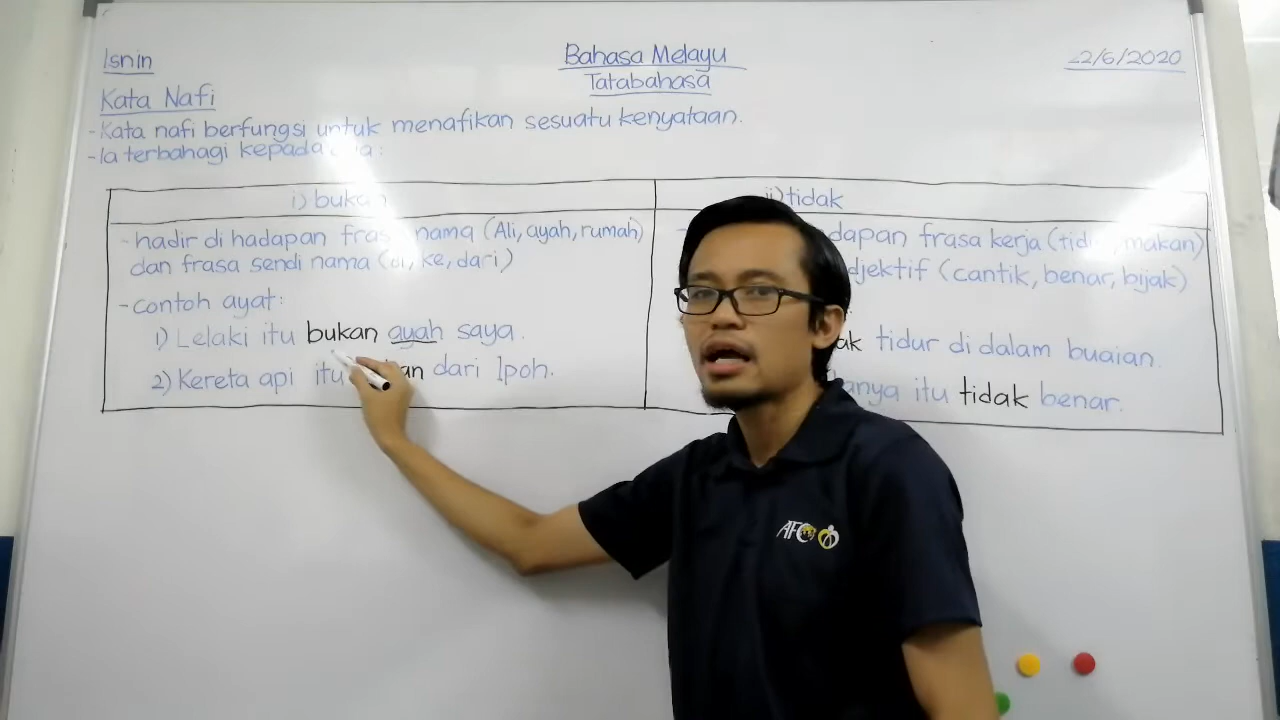 Isnin
Bahasa Melayu
22/6/2020
Tatabahasa
Kata Nafi
-Kata nafi berfungsi untuk menafikan sesuatu kenyataan.
-Ia terbahagi kepada :
i) bukan
ii) tidak
-hadir di hadapan frasa nama (Ali, ayah, rumah)
dan frasa sendi nama (di, ke, dari)
frasa kerja (makan)
(cantik, benar, bijak)
-contoh ayat:
1) Lelaki itu bukan ayah saya.
2) Kereta api itu dari Ipoh.
tidur di dalam buaian.
itu tidak benar.
AFC